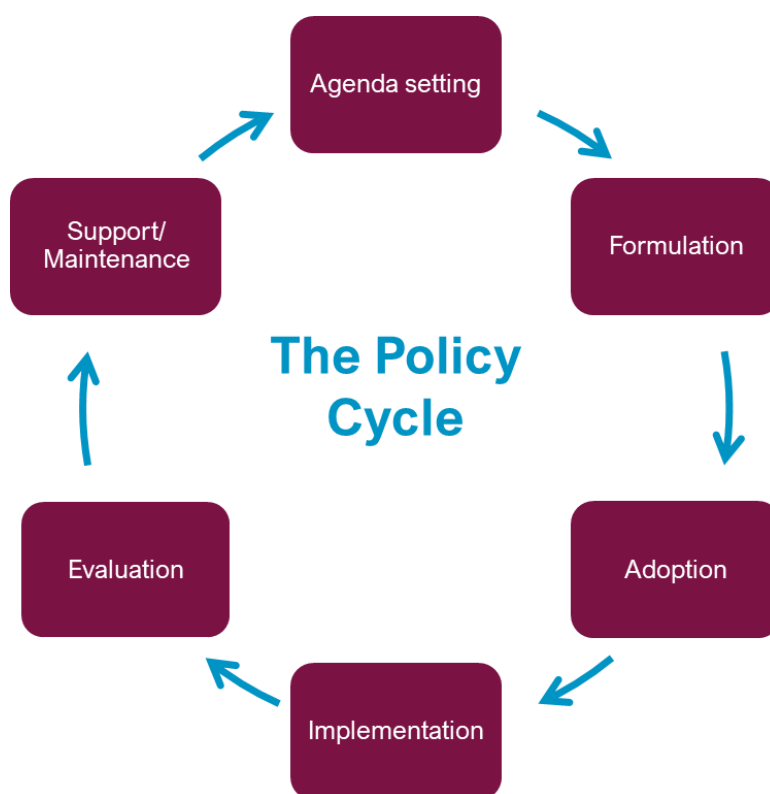 Agenda setting
Formulation
Adoption
Implementation
Evaluation
Support/
Maintenance
The Policy
Cycle